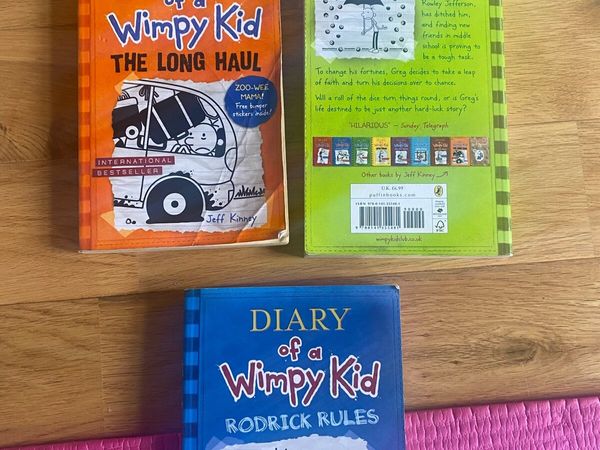 of a
Wimpy Kid
THE LONG HAUL
ZOO-WEE
MAMA!
Free bumper
stickers inside!
INTERNATIONAL
BESTSELLER
Jeff Kinney
Rowley Jefferson,
has ditched him,
and finding new
friends in middle
school is proving to
be a tough task.
To change his fortunes, Greg decides to take a leap
of faith and turn his decisions over to chance.
Will a roll of the dice turn things round, or is Greg's
life destined to be just another hard-luck story?
"HILARIOUS" – Sunday Telegraph
Other books by Jeff Kinney
U.K. £6.99
puffinbooks.com
wimpykidclub.co.uk
DIARY
of a
Wimpy Kid
RODRICK RULES